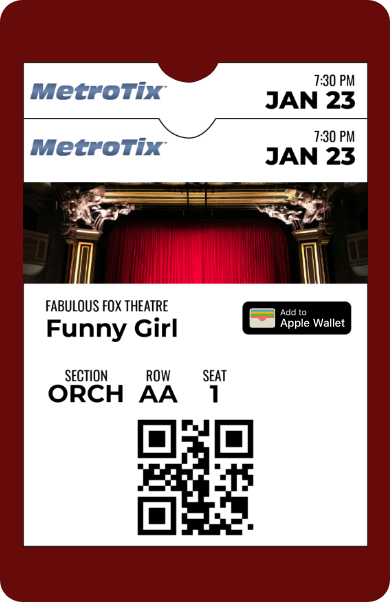 MetroTix
7:30 PM
JAN 23
MetroTix
7:30 PM
JAN 23
FABULOUS FOX THEATRE
Funny Girl
Add to
Apple Wallet
SECTION ROW SEAT
ORCH AA 1